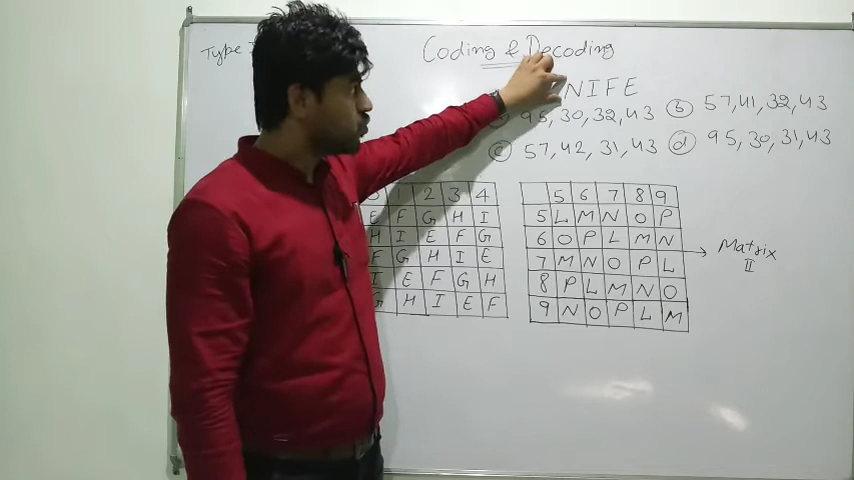 Type
Coding & Decoding
NIFE
95, 30, 32, 43 (b) 57, 41, 32, 43
(c) 57, 42, 31, 43 (d) 95, 30, 31, 43
1 2 3 4
E F G H I
H I E F G
F G H I E
I E F G H
G H I E F
5 6 7 8 9
5 L M N O P
6 O P L M N
7 M N O P L
8 P L M N O
9 N O P L M
Matrix
II